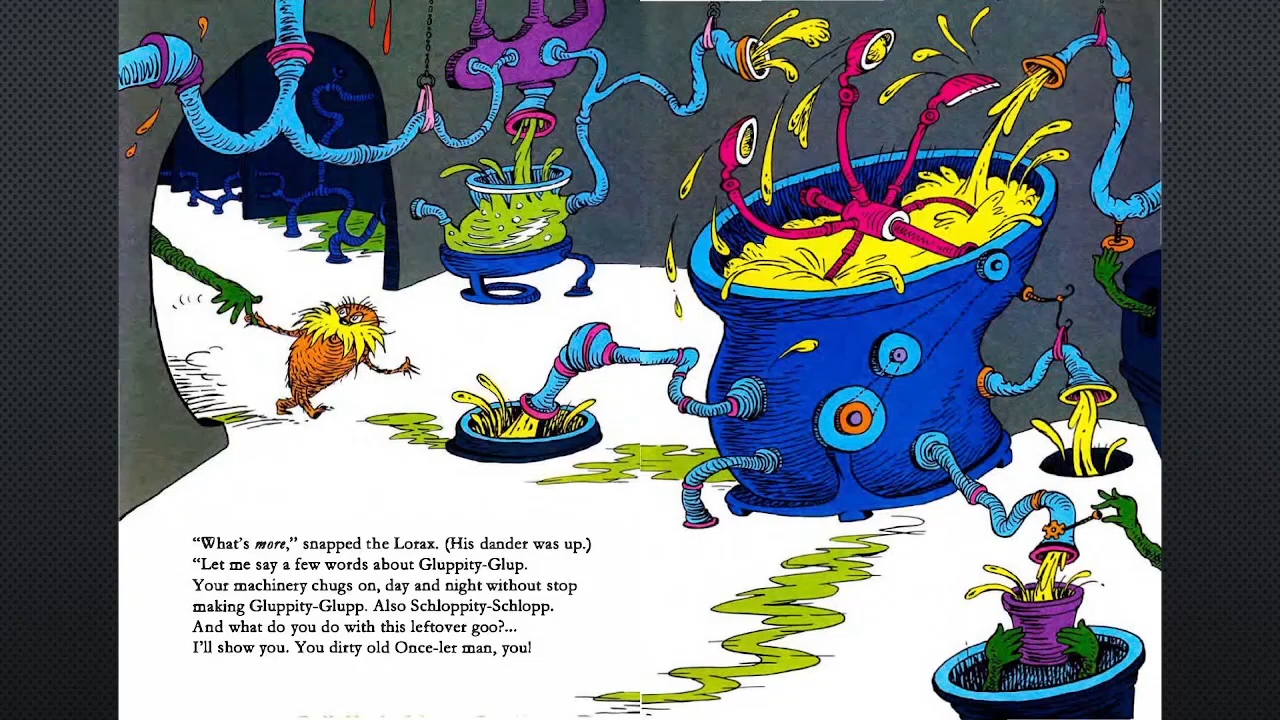 “What’s more,” snapped the Lorax. (His dander was up.)
“Let me say a few words about Gluppity-Glup.
Your machinery chugs on, day and night without stop
making Gluppity-Glupp. Also Schloppity-Schlopp.
And what do you do with this leftover goo?...
I’ll show you. You dirty old Once-ler man, you!